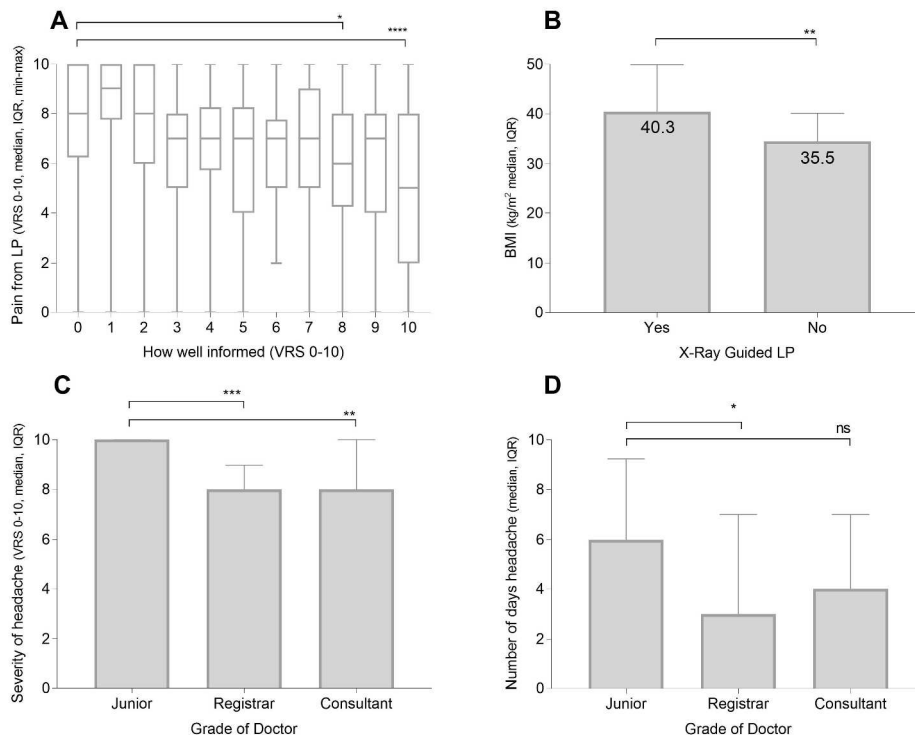 A
*
****
Pain from LP (VRS 0-10, median, IQR, min-max)
10
8
6
4
2
0
0 1 2 3 4 5 6 7 8 9 10
How well informed (VRS 0-10)
B
**
BMI (kg/m² median, IQR)
50
40
30
20
10
0
40.3
35.5
Yes No
X-Ray Guided LP
C
***
**
Severity of headache (VRS 0-10, median, IQR)
10
8
6
4
2
0
Junior Registrar Consultant
Grade of Doctor
D
*
ns
Number of days headache (median, IQR)
10
8
6
4
2
0
Junior Registrar Consultant
Grade of Doctor